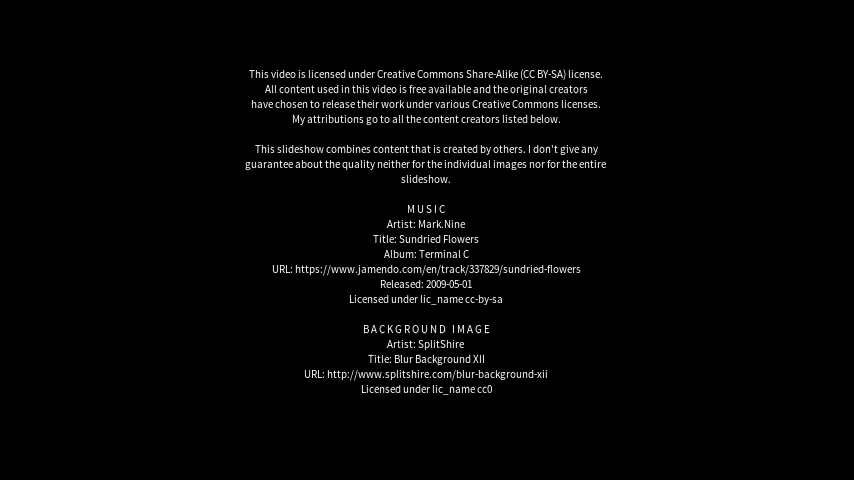 This video is licensed under Creative Commons Share-Alike (CC BY-SA) license.
All content used in this video is free available and the original creators
have chosen to release their work under various Creative Commons licenses.
My attributions go to all the content creators listed below.
This slideshow combines content that is created by others. I don't give any
guarantee about the quality neither for the individual images nor for the entire
slideshow.
MUSIC
Artist: Mark.Nine
Title: Sundried Flowers
Album: Terminal C
URL: https://www.jamendo.com/en/track/337829/sundried-flowers
Released: 2009-05-01
Licensed under lic_name cc-by-sa
BACKGROUND IMAGE
Artist: SplitShire
Title: Blur Background XII
URL: http://www.splitshire.com/blur-background-xii
Licensed under lic_name cc0